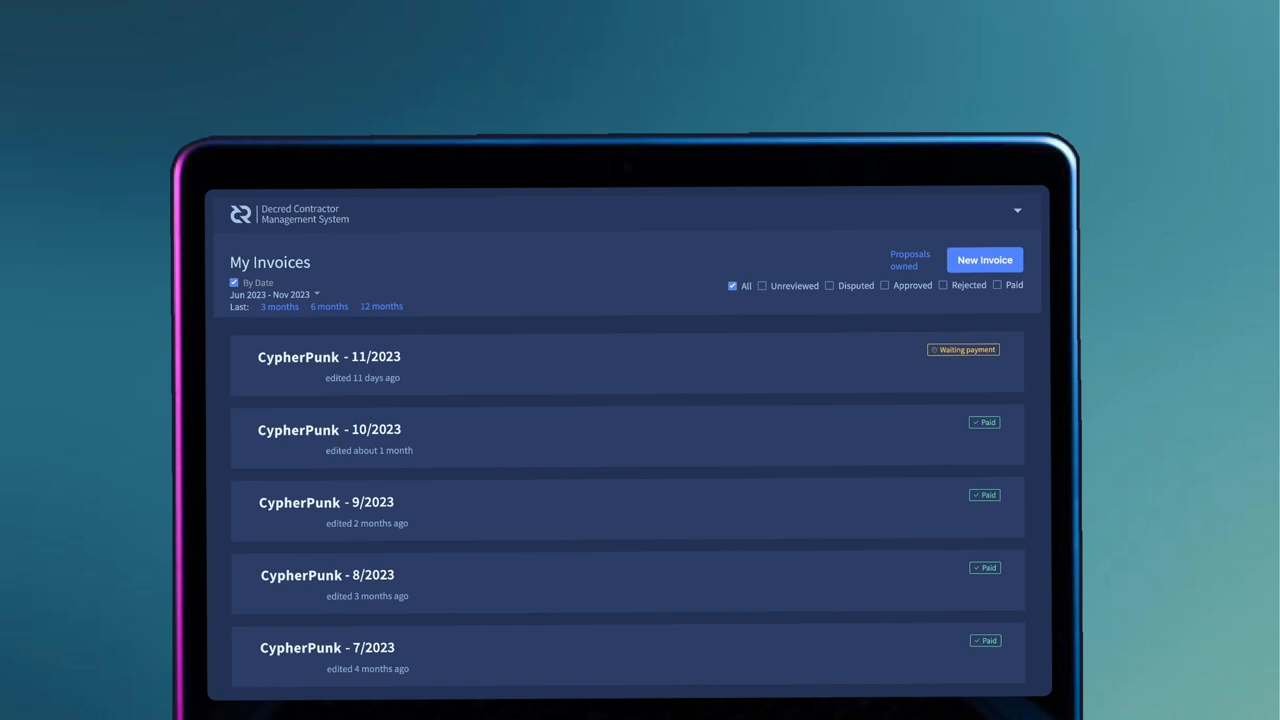 Decred Contractor
Management System
My Invoices
Proposals
owned
New Invoice
By Date
Jun 2023 - Nov 2023
Last: 3 months 6 months 12 months
All Unreviewed Disputed Approved Rejected Paid
CypherPunk - 11/2023
Waiting payment
edited 11 days ago
CypherPunk - 10/2023
Paid
edited about 1 month
CypherPunk - 9/2023
Paid
edited 2 months ago
CypherPunk - 8/2023
Paid
edited 3 months ago
CypherPunk - 7/2023
Paid
edited 4 months ago